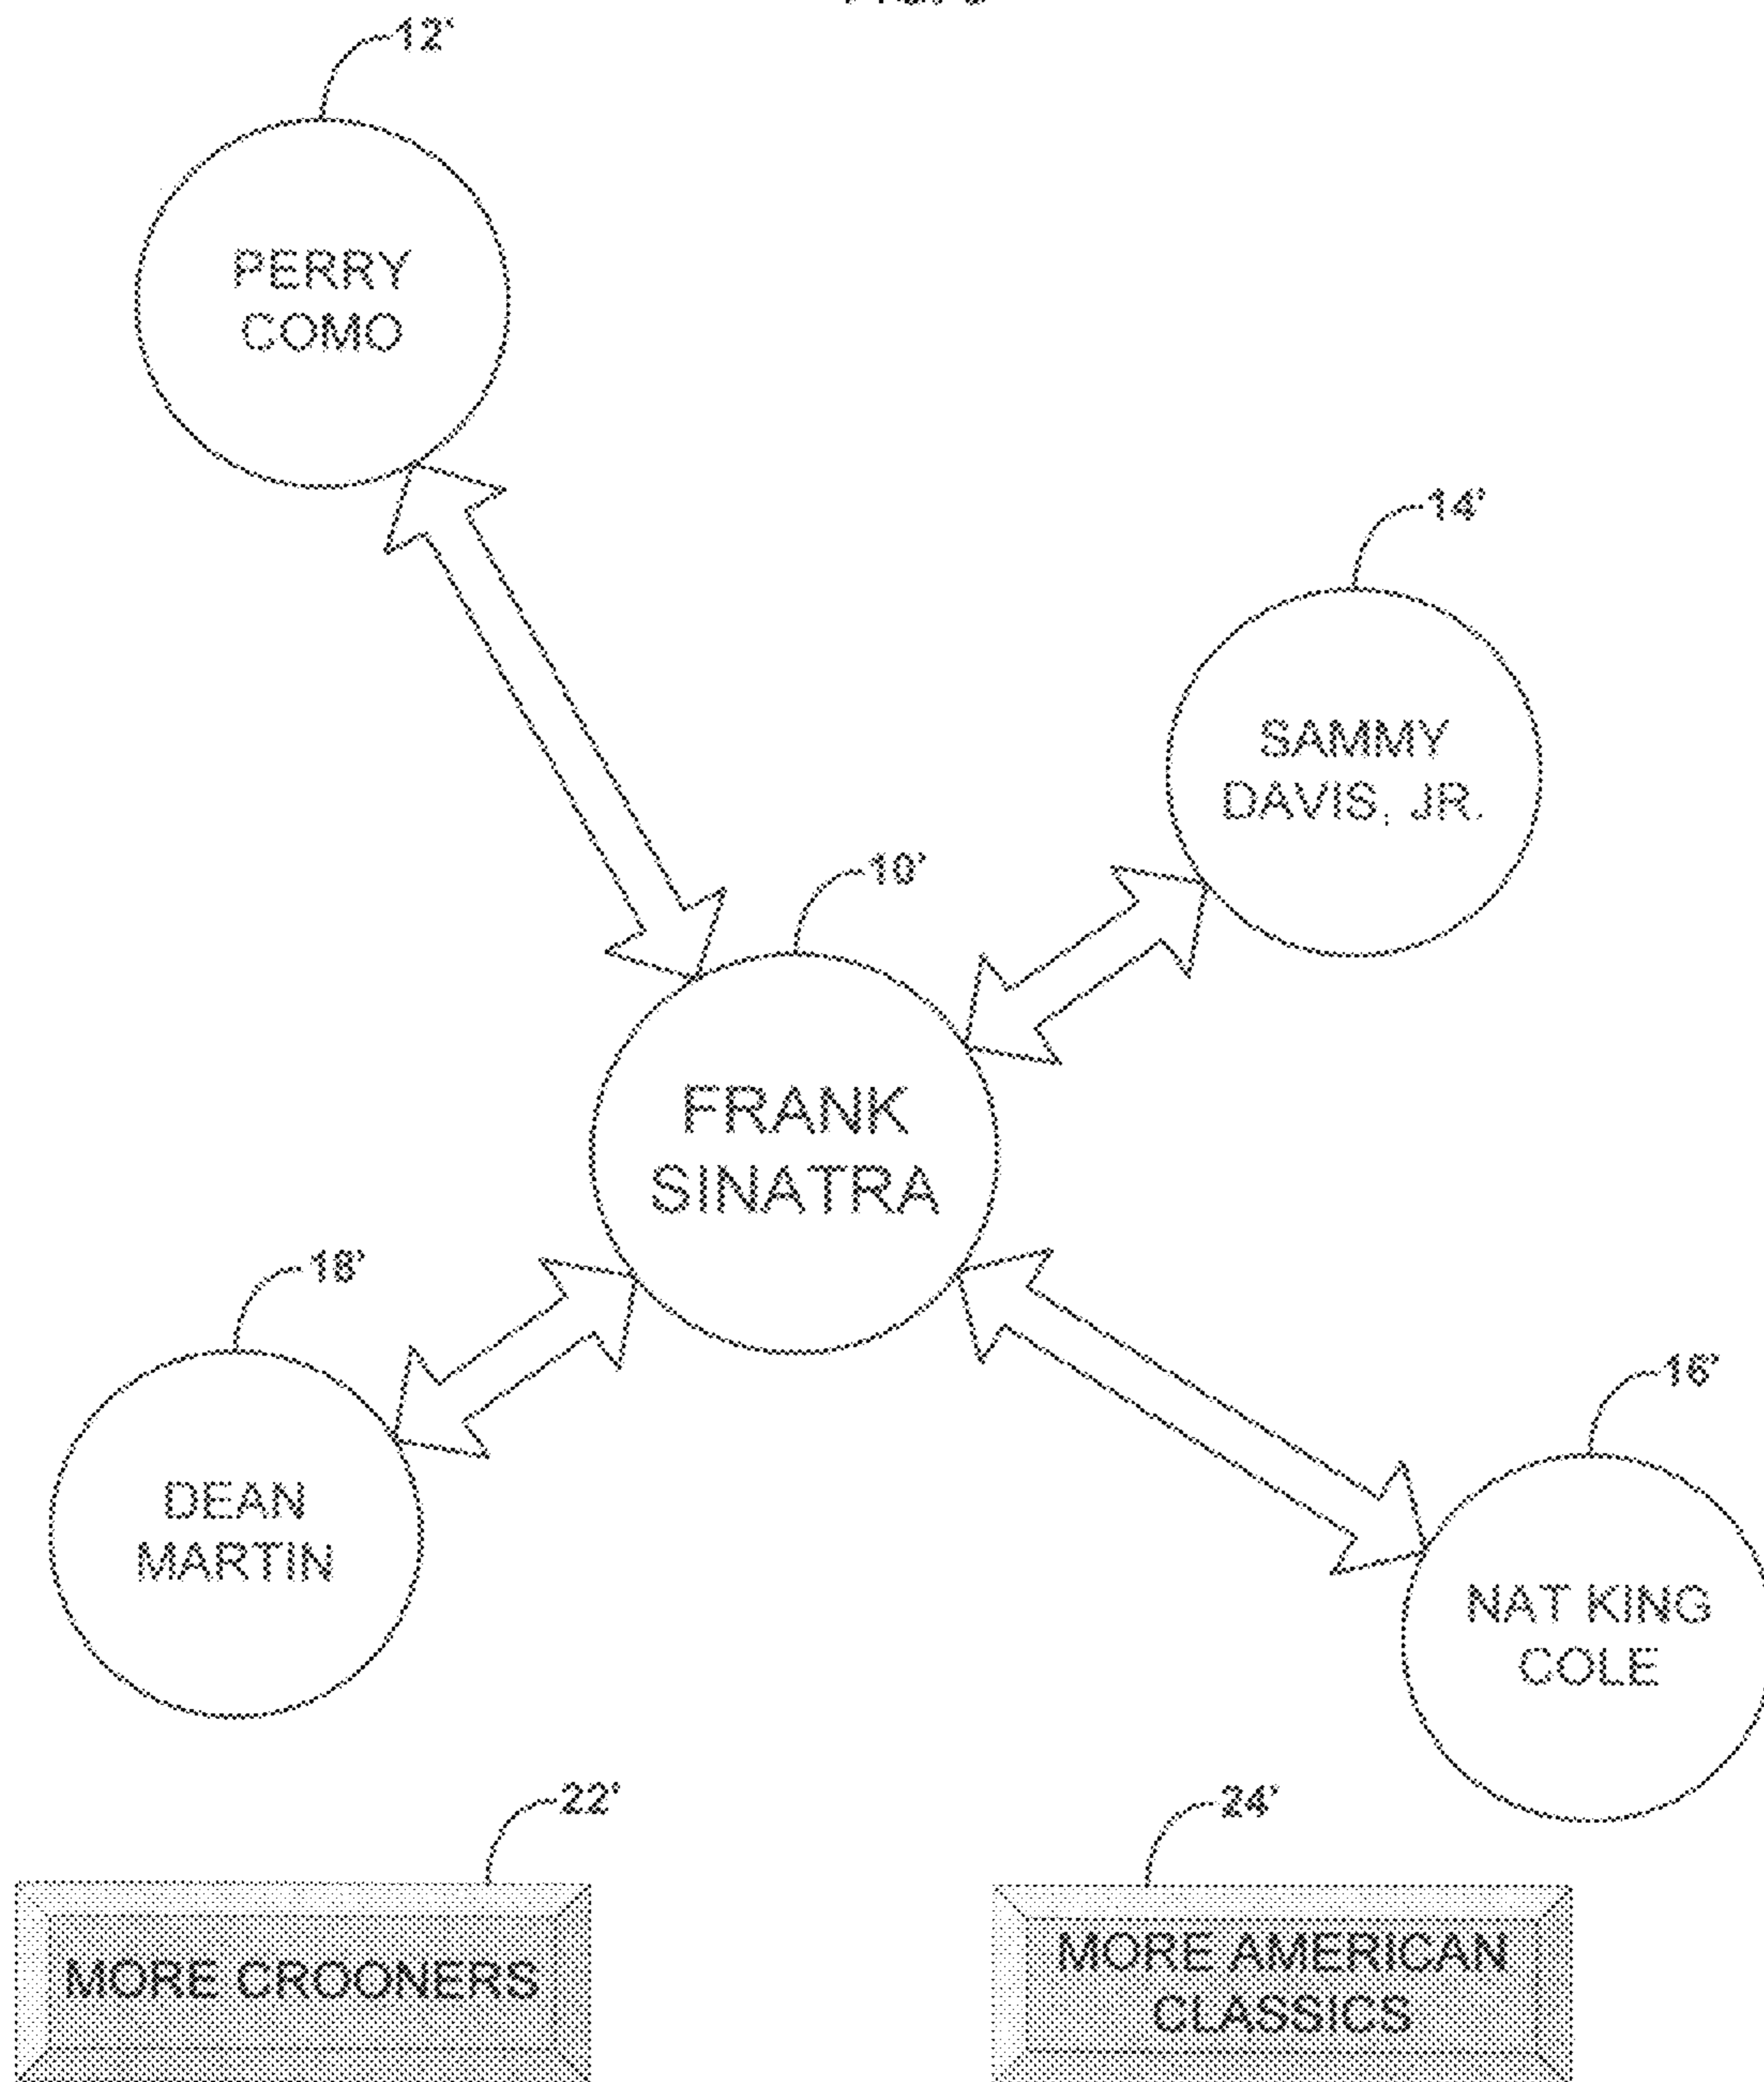 12'
PERRY
COMO
14'
SAMMY
DAVIS, JR.
10'
FRANK
SINATRA
18'
DEAN
MARTIN
16'
NAT KING
COLE
22'
24'
MORE CROONERS
MORE AMERICAN
CLASSICS